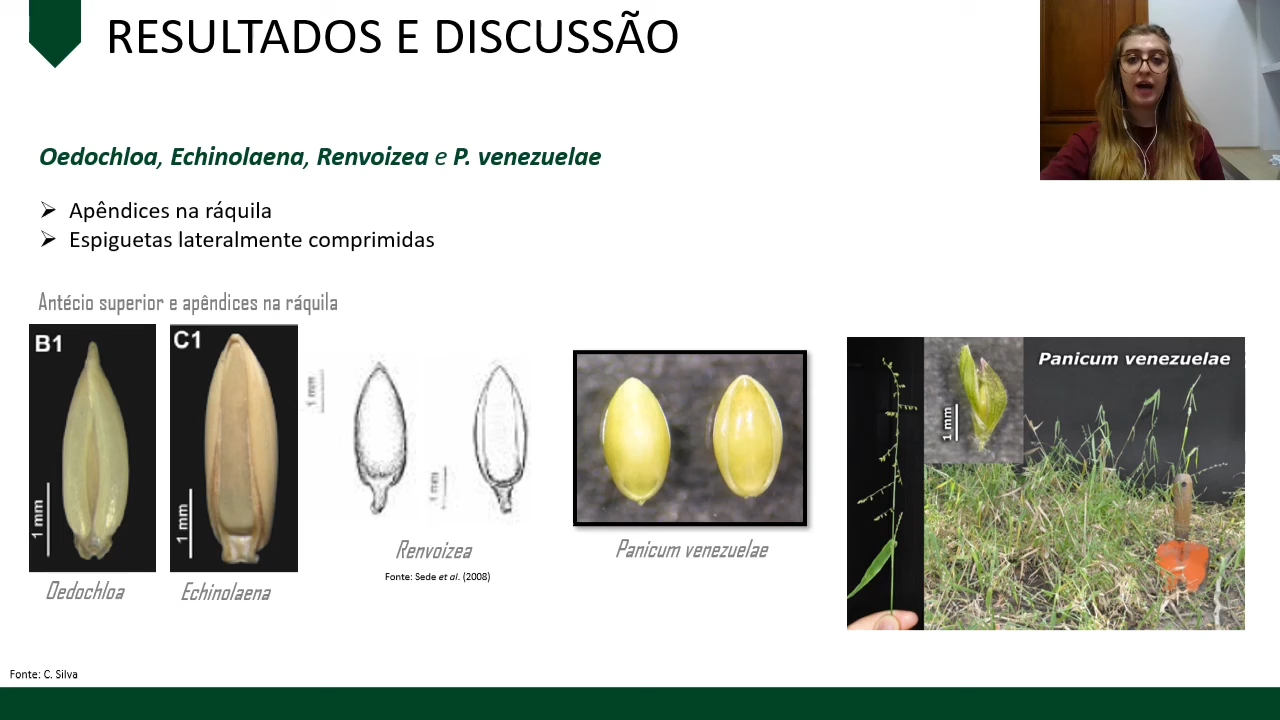 RESULTADOS E DISCUSSÃO
Oedochloa, Echinolaena, Renvoizea e P. venezuelae
➢ Apêndices na ráquila
➢ Espiguetas lateralmente comprimidas
Antécio superior e apêndices na ráquila
B1
1 mm
C1
1 mm
1 mm
1 mm
Panicum venezuelae
1 mm
Oedochloa
Echinolaena
Renvoizea
Fonte: Sede et al. (2008)
Panicum venezuelae
Fonte: C. Silva